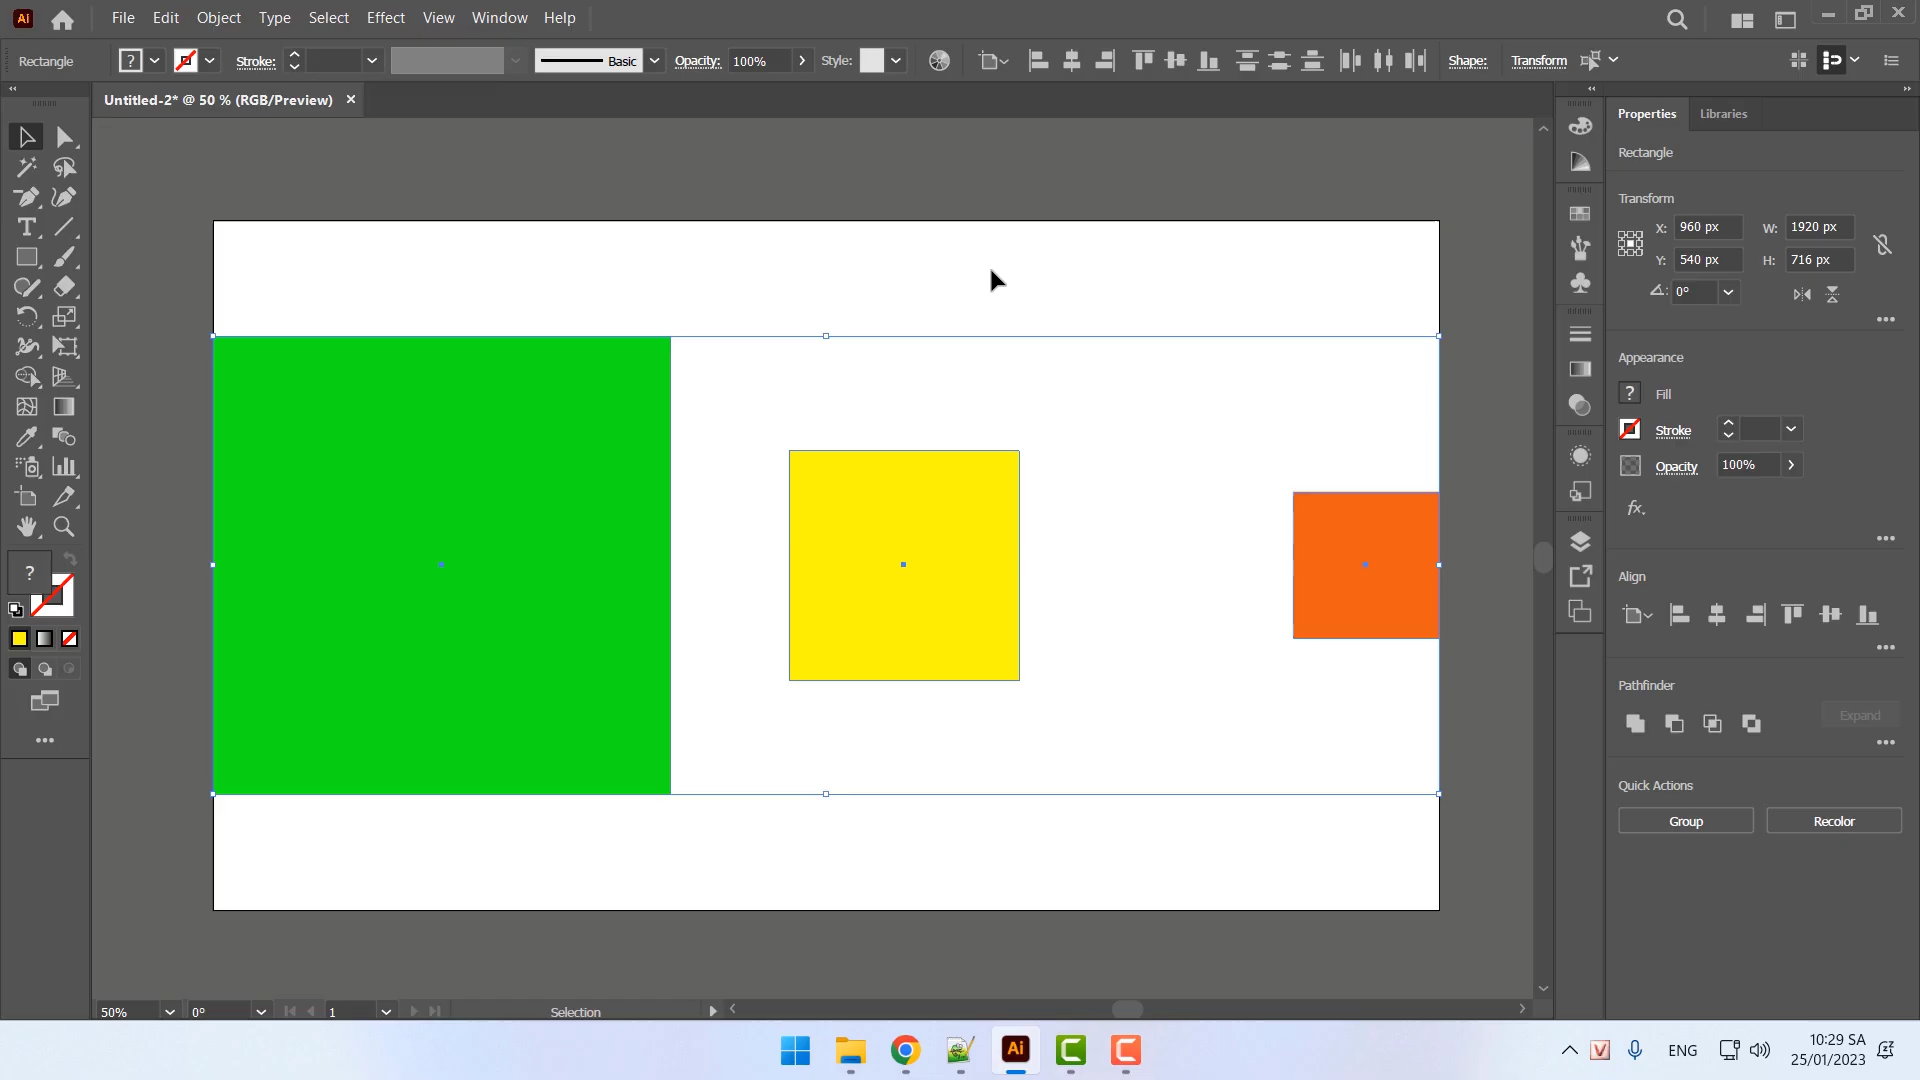 Ai File Edit Object Type Select Effect View Window Help
Rectangle ? Stroke: Basic Opacity: 100% Style: Shape: Transform
Untitled-2* @ 50 % (RGB/Preview) ×
Properties Libraries
Rectangle
Transform
X: 960 px W: 1920 px
Y: 540 px H: 716 px
0°
Appearance
? Fill
Stroke
Opacity 100%
fx.
Align
Pathfinder
Expand
Quick Actions
Group Recolor
?
50% 0° 1 Selection
Ai ENG 10:29 SA
25/01/2023